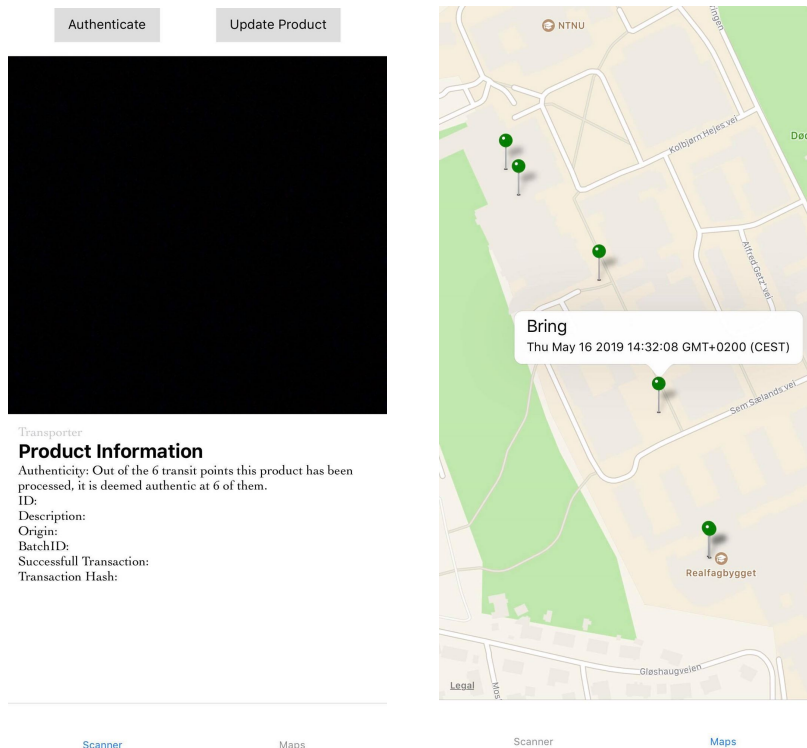 Authenticate
Update Product
Transporter
Product Information
Authenticity: Out of the 6 transit points this product has been
processed, it is deemed authentic at 6 of them.
ID:
Description:
Origin:
BatchID:
Successfull Transaction:
Transaction Hash:
Scanner
Maps
NTNU
Kolbjørn Hejes vei
Alfred Getz' vei
Bring
Thu May 16 2019 14:32:08 GMT+0200 (CEST)
Sem Sælands vei
Realfagbygget
Gløshaugveien
Legal
Scanner
Maps